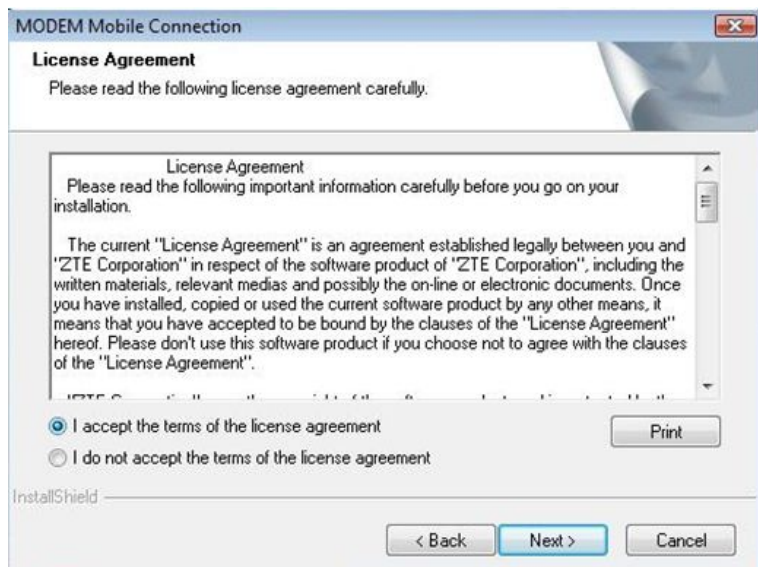 MODEM Mobile Connection
License Agreement
Please read the following license agreement carefully.
License Agreement
Please read the following important information carefully before you go on your
installation.
The current "License Agreement" is an agreement established legally between you and
"ZTE Corporation" in respect of the software product of "ZTE Corporation", including the
written materials, relevant medias and possibly the on-line or electronic documents. Once
you have installed, copied or used the current software product by any other means, it
means that you have accepted to be bound by the clauses of the "License Agreement"
hereof. Please don't use this software product if you choose not to agree with the clauses
of the "License Agreement".
I accept the terms of the license agreement
Print
I do not accept the terms of the license agreement
InstallShield
< Back
Next >
Cancel